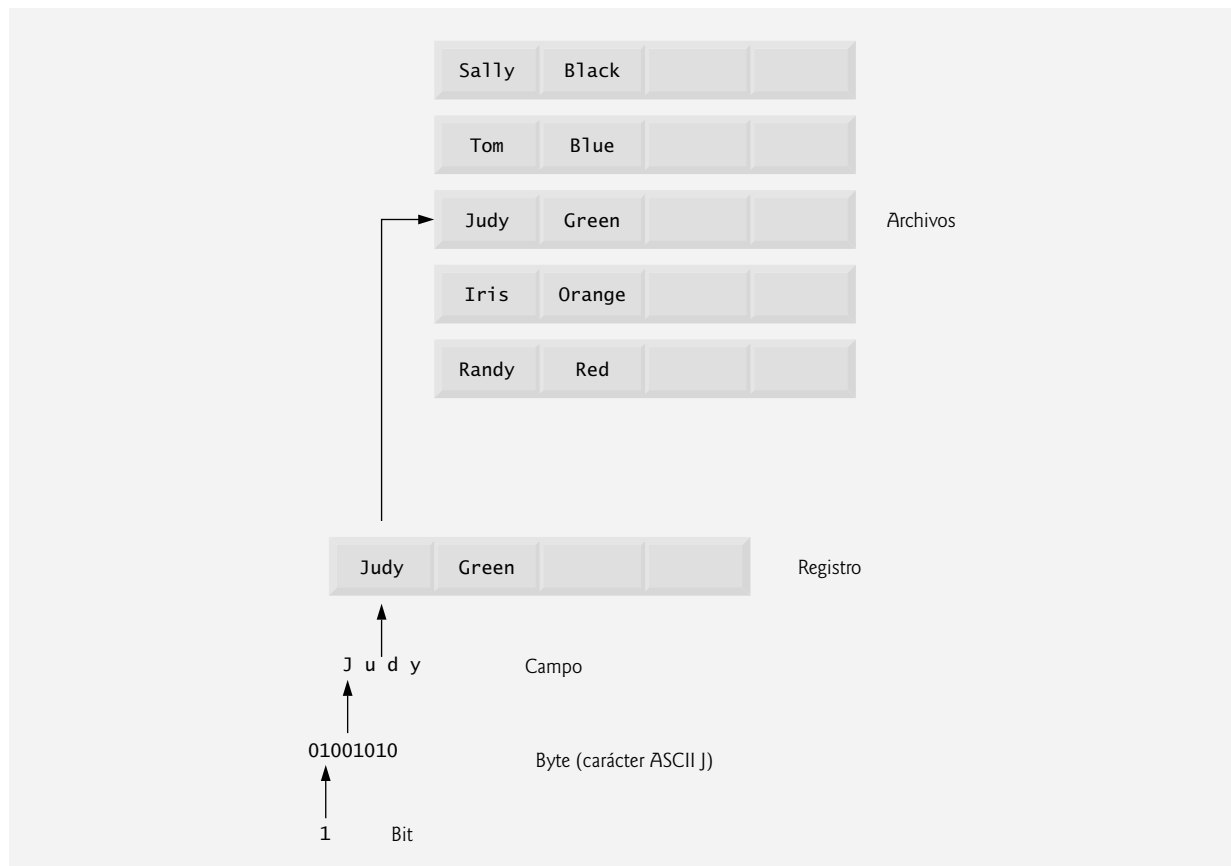 Sally Black
Tom Blue
Judy Green Archivos
Iris Orange
Randy Red
Judy Green Registro
J u d y Campo
01001010 Byte (carácter ASCII J)
1 Bit